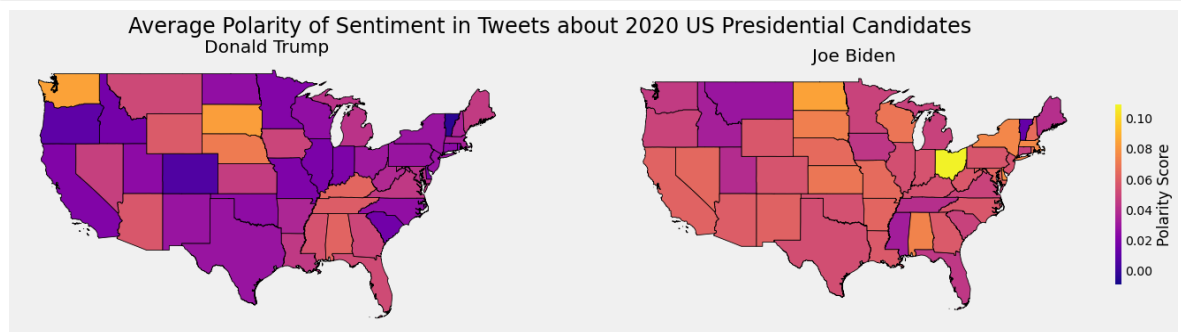 Average Polarity of Sentiment in Tweets about 2020 US Presidential Candidates
Donald Trump
Joe Biden
0.10
0.08
0.06
0.04
0.02
0.00
Polarity Score